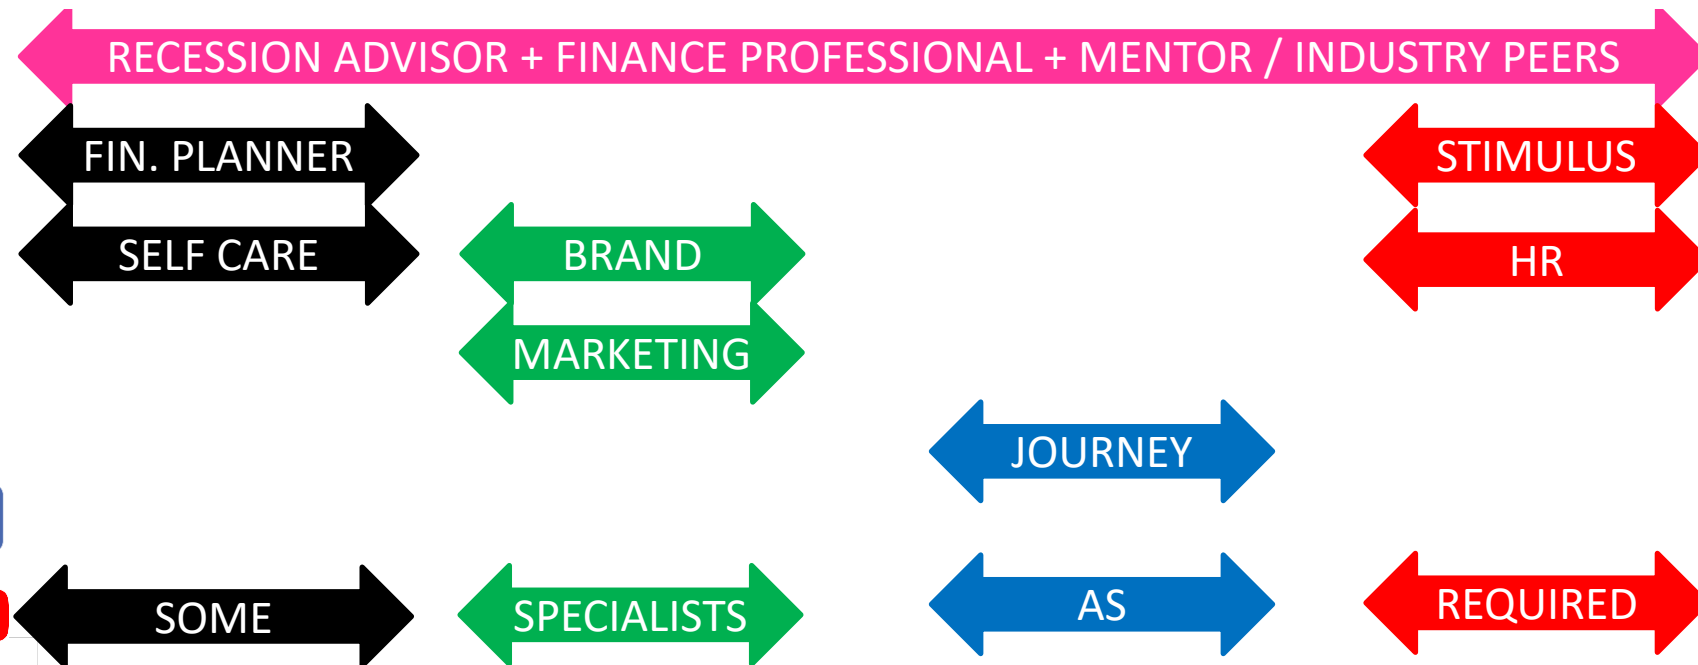 RECESSION ADVISOR + FINANCE PROFESSIONAL + MENTOR / INDUSTRY PEERS
FIN. PLANNER
STIMULUS
SELF CARE
BRAND
HR
MARKETING
JOURNEY
SOME
SPECIALISTS
AS
REQUIRED